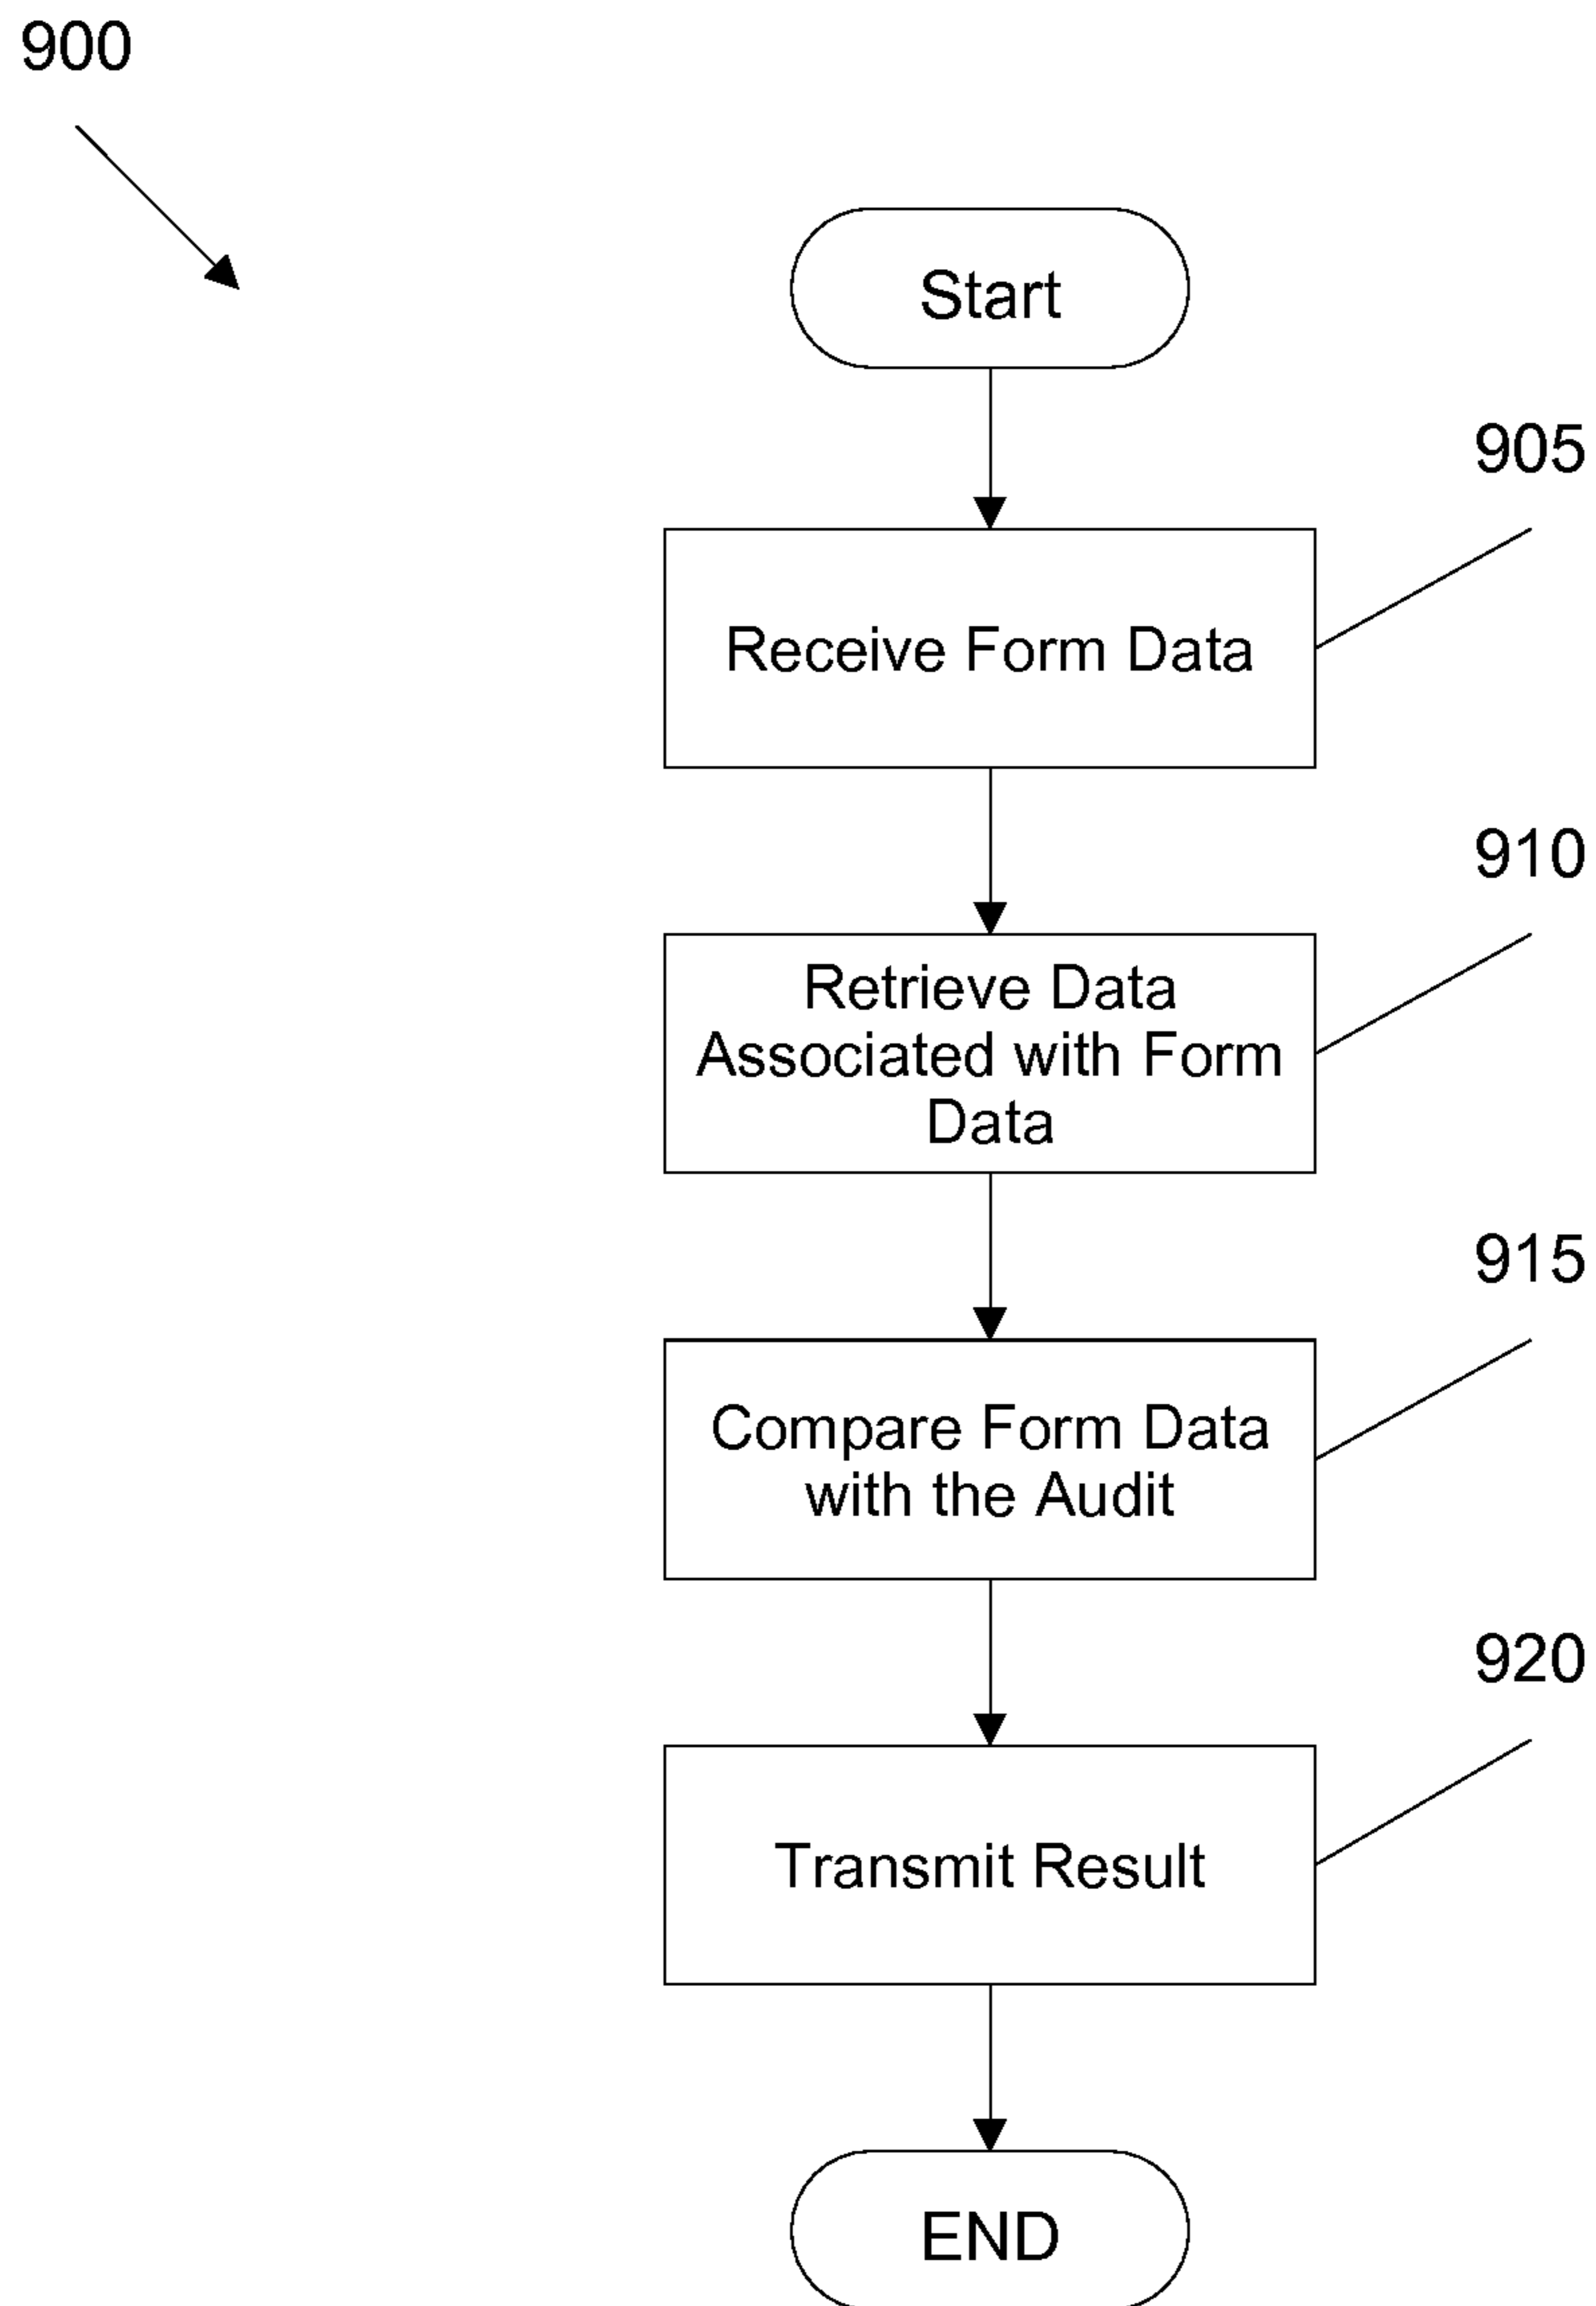 900
Start
905
Receive Form Data
910
Retrieve Data
Associated with Form
Data
915
Compare Form Data
with the Audit
920
Transmit Result
END